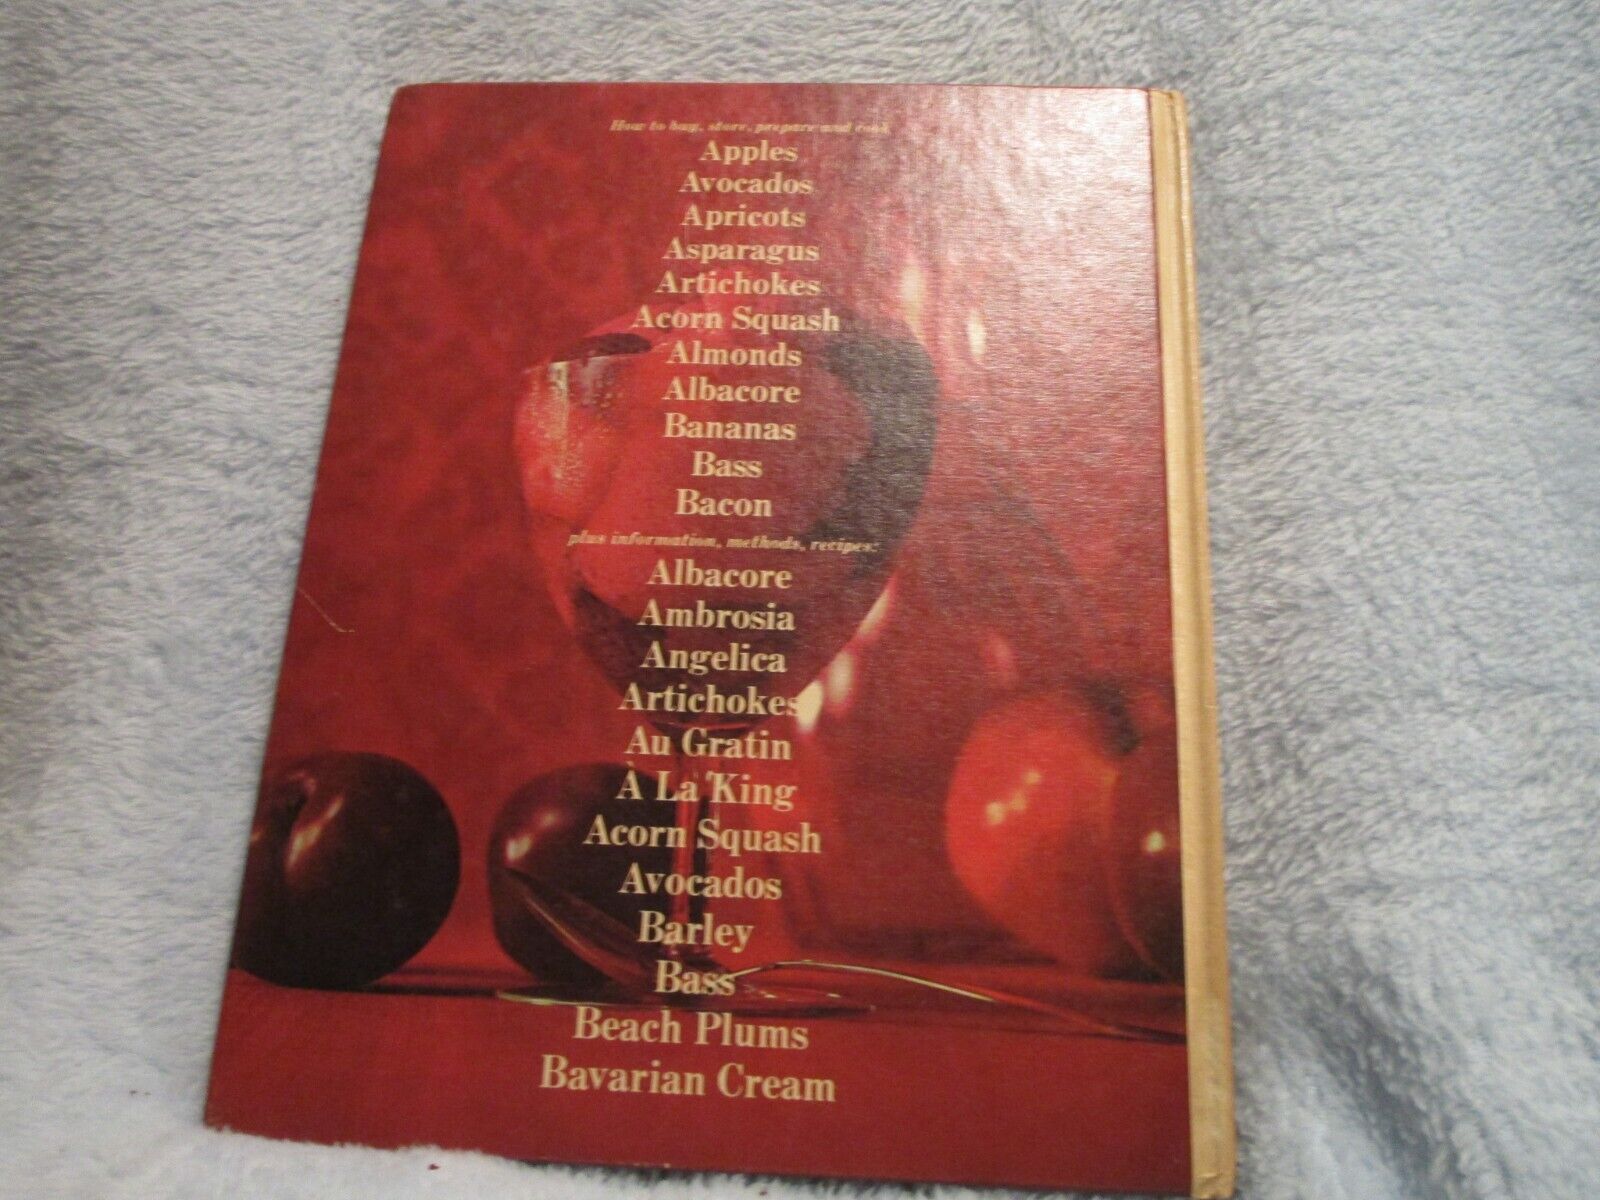 How to buy, store, prepare and cook
Apples
Avocados
Apricots
Asparagus
Artichokes
Acorn Squash
Almonds
Albacore
Bananas
Bass
Bacon
plus information, methods, recipes:
Albacore
Ambrosia
Angelica
Artichokes
Au Gratin
À La King
Acorn Squash
Avocados
Barley
Bass
Beach Plums
Bavarian Cream